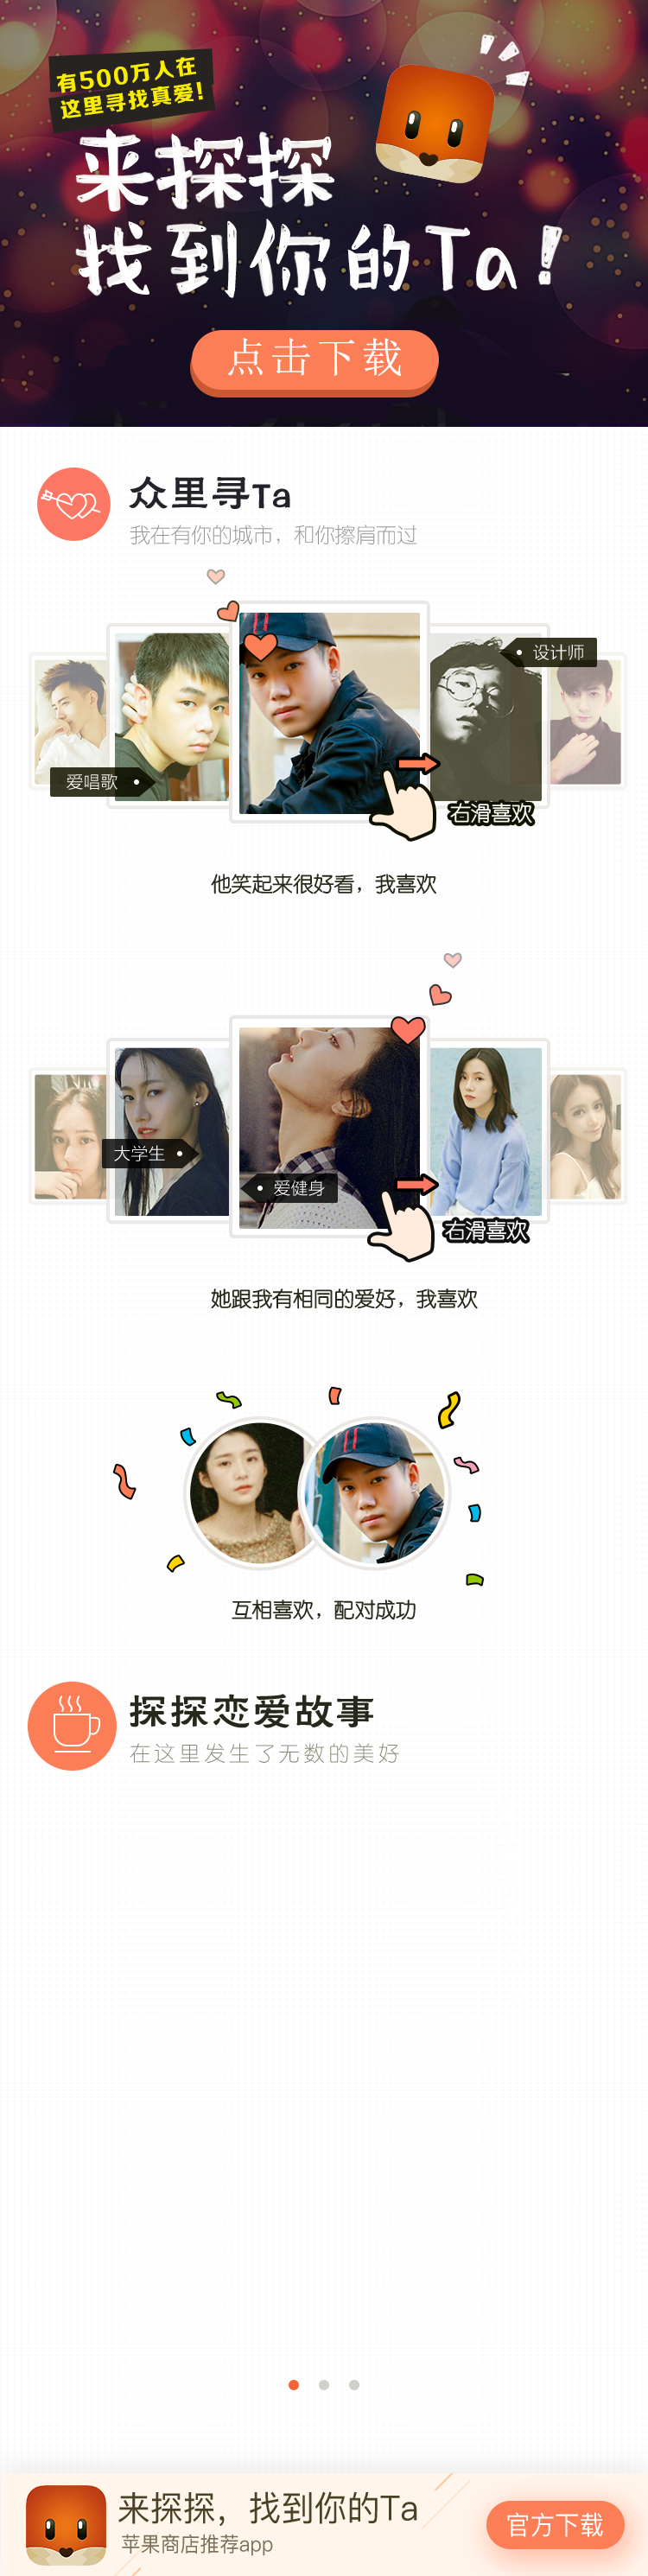 有500万人在
这里寻找真爱!
来探探
找到你的Ta!
点击下载
众里寻Ta
我在有你的城市，和你擦肩而过
设计师
爱唱歌
右滑喜欢
他笑起来很好看，我喜欢
大学生
爱健身
右滑喜欢
她跟我有相同的爱好，我喜欢
互相喜欢，配对成功
探探恋爱故事
在这里发生了无数的美好
来探探，找到你的Ta
苹果商店推荐app
官方下载